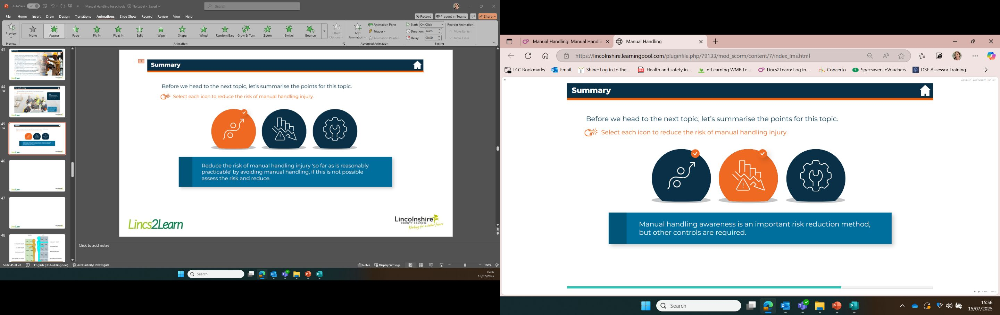 AutoSave
Manual Handling for schools
No Label • Saved
Search
File
Home
Insert
Draw
Design
Transitions
Animations
Slide Show
Record
Review
View
Help
Record
Present in Teams
Share
Preview
None
Appear
Fade
Fly In
Float In
Split
Wipe
Shape
Wheel
Random Bars
Grow & Turn
Zoom
Swivel
Bounce
Effect
Options
Add
Animation
Animation Pane
Trigger
Animation Painter
Start: On Click
Duration: Auto
Delay: 00.00
Reorder Animation
Move Earlier
Move Later
Preview
Animation
Advanced Animation
Timing
43
44
45
46
47
48
1
Summary
Before we head to the next topic, let's summarise the points for this topic.
Select each icon to reduce the risk of manual handling injury.
Reduce the risk of manual handling injury 'so far as is reasonably
practicable' by avoiding manual handling, if this is not possible
assess the risk and reduce.
Lincs2Learn
Lincolnshire
COUNTY COUNCIL
Working for a better future
Click to add notes
Slide 45 of 78
English (United Kingdom)
Accessibility: Investigate
Notes
Display Settings
100%
Search
15:56
15/07/2025
Manual Handling: Manual Handli
Manual Handling
https://lincolnshire.learningpool.com/pluginfile.php/79133/mod_scorm/content/7/index_lms.html
LCC Bookmarks
Email
Shine: Log in to the...
Health and safety in...
e-Learning WMB Le...
Lincs2Learn: Log in...
Concerto
Specsavers eVouchers
DSE Assessor Training
Summary
Before we head to the next topic, let's summarise the points for this topic.
Select each icon to reduce the risk of manual handling injury.
Manual handling awareness is an important risk reduction method,
but other controls are required.
Search
15:56
15/07/2025